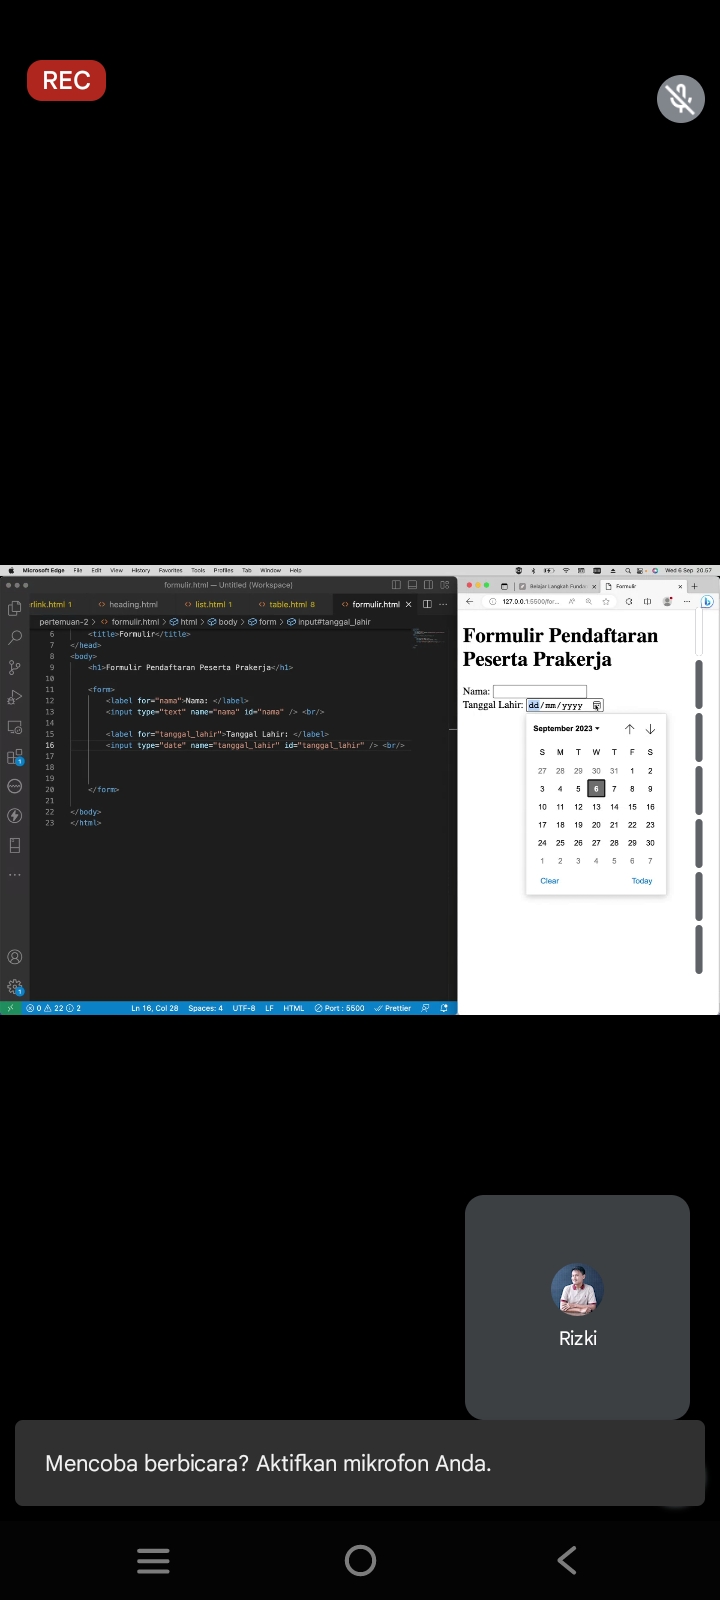 REC
Microsoft Edge File Edit View History Favorites Tools Profiles Tab Window Help
Wed 6 Sep 20.57
formulir.html — Untitled (Workspace)
rlink.html 1 heading.html list.html 1 table.html 8 formulir.html
pertemuan-2 > formulir.html > html > body > form > input#tanggal_lahir
6 <title>Formulir</title>
7 </head>
8 <body>
9 <h1>Formulir Pendaftaran Peserta Prakerja</h1>
10
11 <form>
12 <label for="nama">Nama: </label>
13 <input type="text" name="nama" id="nama" /> <br/>
14
15 <label for="tanggal_lahir">Tanggal Lahir: </label>
16 <input type="date" name="tanggal_lahir" id="tanggal_lahir" /> <br/>
17
18
19
20 </form>
21
22 </body>
23 </html>
1
1
0 22 2 Ln 16, Col 28 Spaces: 4 UTF-8 LF HTML Port : 5500 Prettier
Belajar Langkah Fundo Formulir
127.0.0.1:5500/for...
Formulir Pendaftaran
Peserta Prakerja
Nama:
Tanggal Lahir: dd/mm/yyyy
September 2023
S M T W T F S
27 28 29 30 31 1 2
3 4 5 6 7 8 9
10 11 12 13 14 15 16
17 18 19 20 21 22 23
24 25 26 27 28 29 30
1 2 3 4 5 6 7
Clear Today
Rizki
Mencoba berbicara? Aktifkan mikrofon Anda.